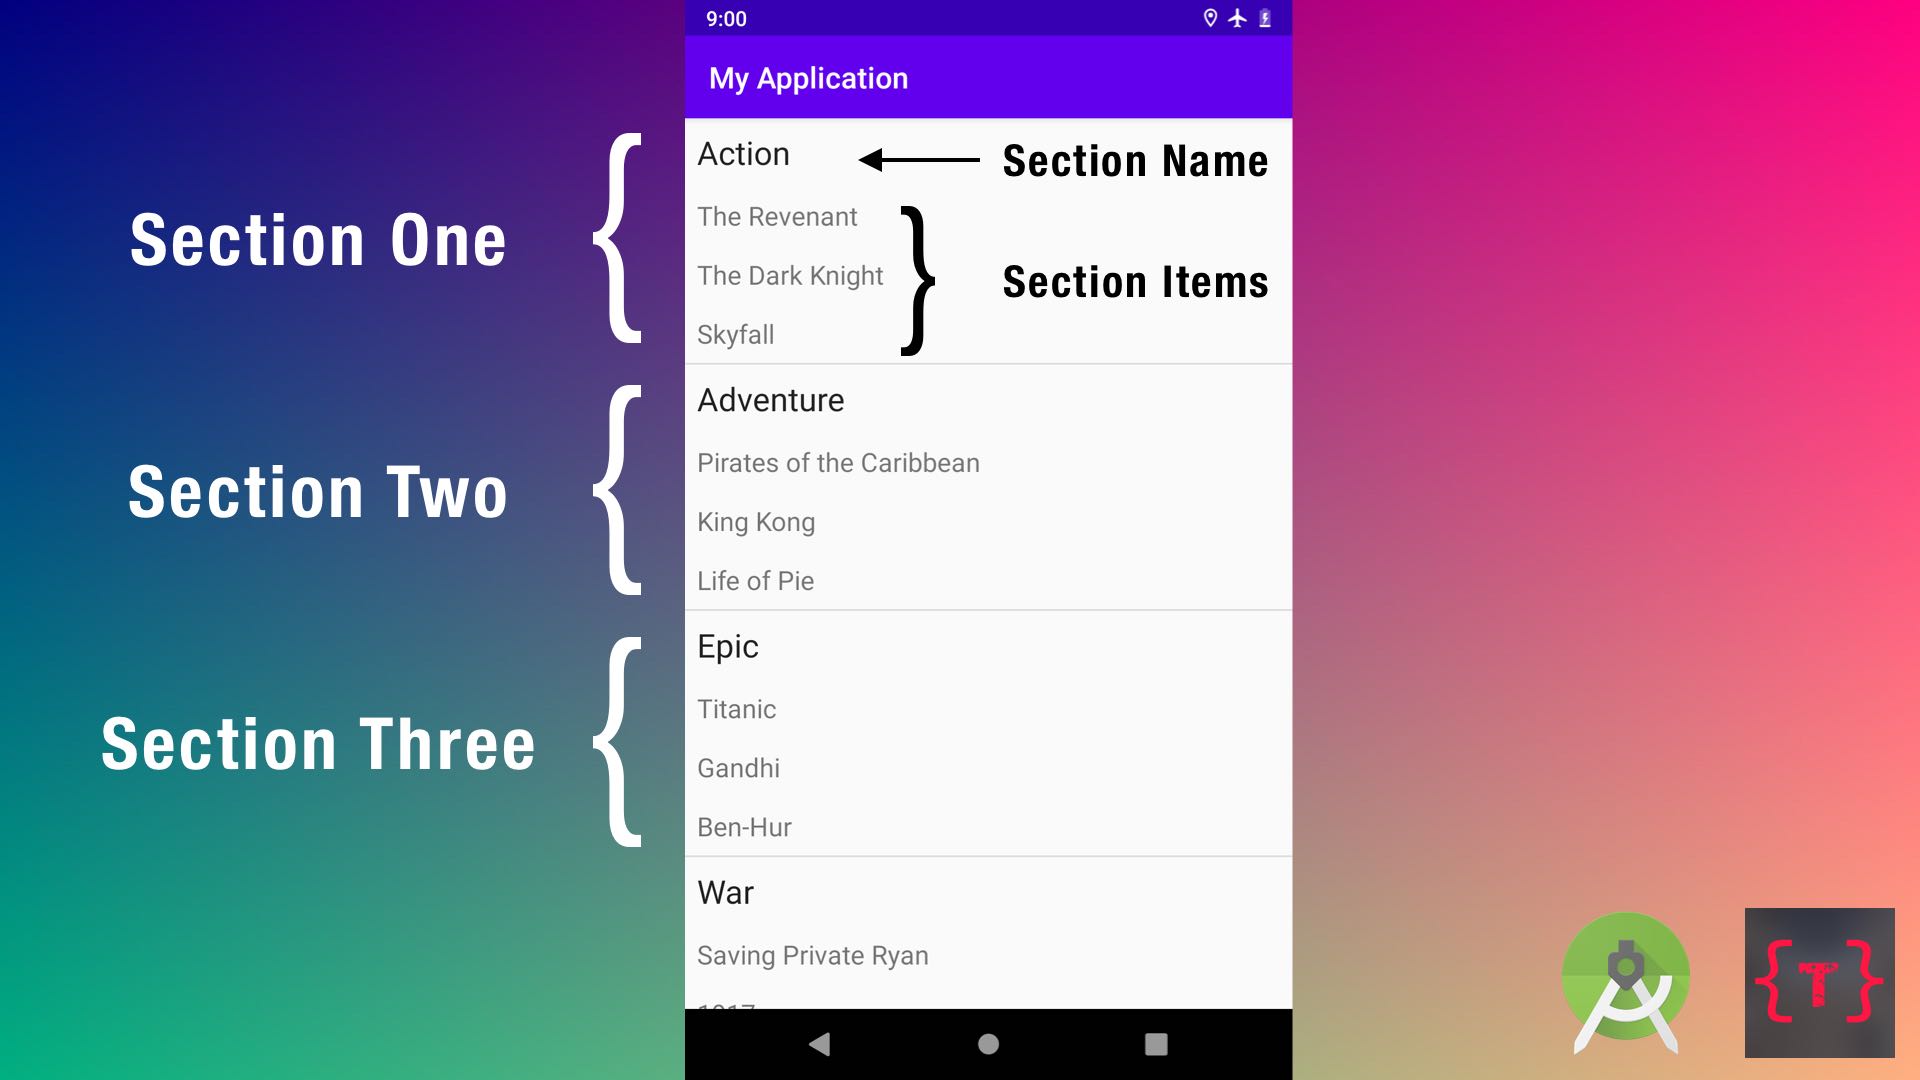 9:00
My Application
Section One
Action
Section Name
The Revenant
The Dark Knight
Skyfall
Section Items
Section Two
Adventure
Pirates of the Caribbean
King Kong
Life of Pie
Section Three
Epic
Titanic
Gandhi
Ben-Hur
War
Saving Private Ryan
{T}